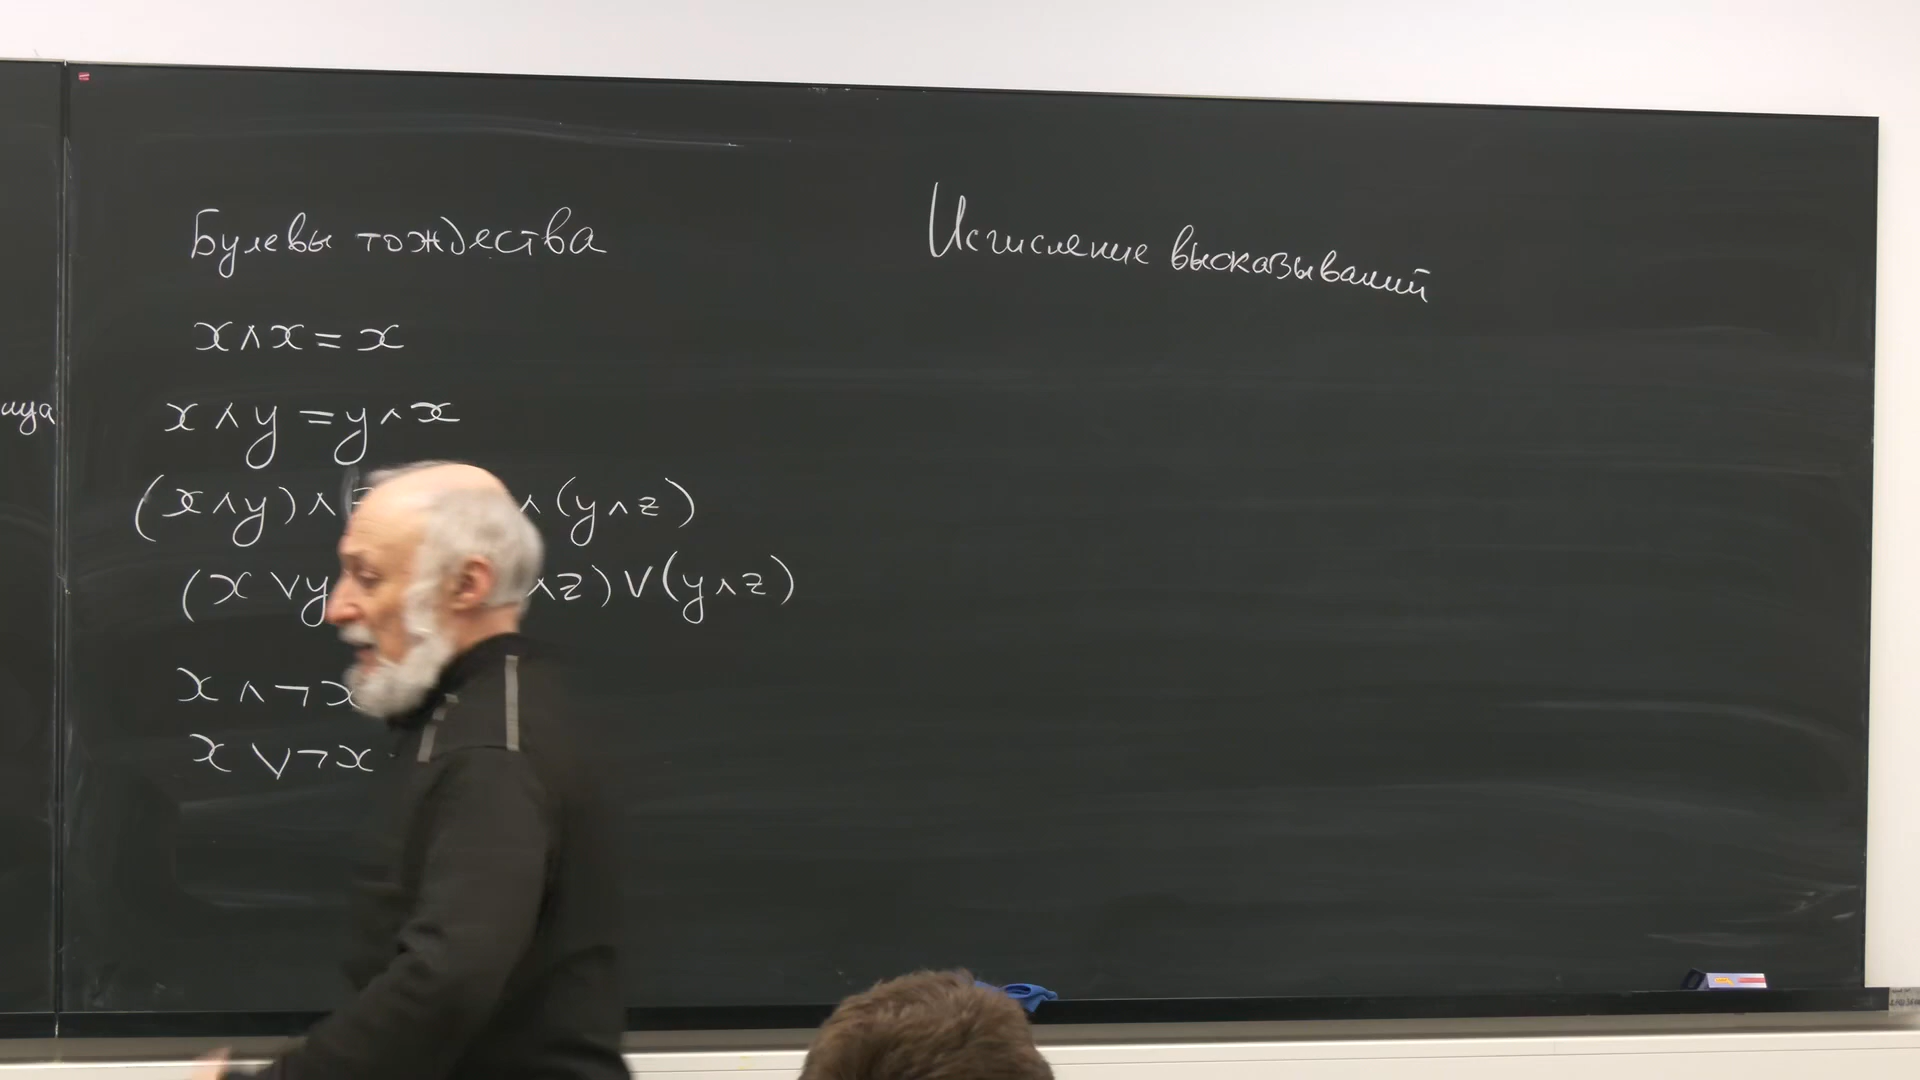 Булевы тождества
x∧x = x
x∧y = y∧x
(x∧y)∧ ∧(y∧z)
(x∨y ∧z)∨(y∧z)
x∧¬x
x∨¬x
Исчисление высказываний